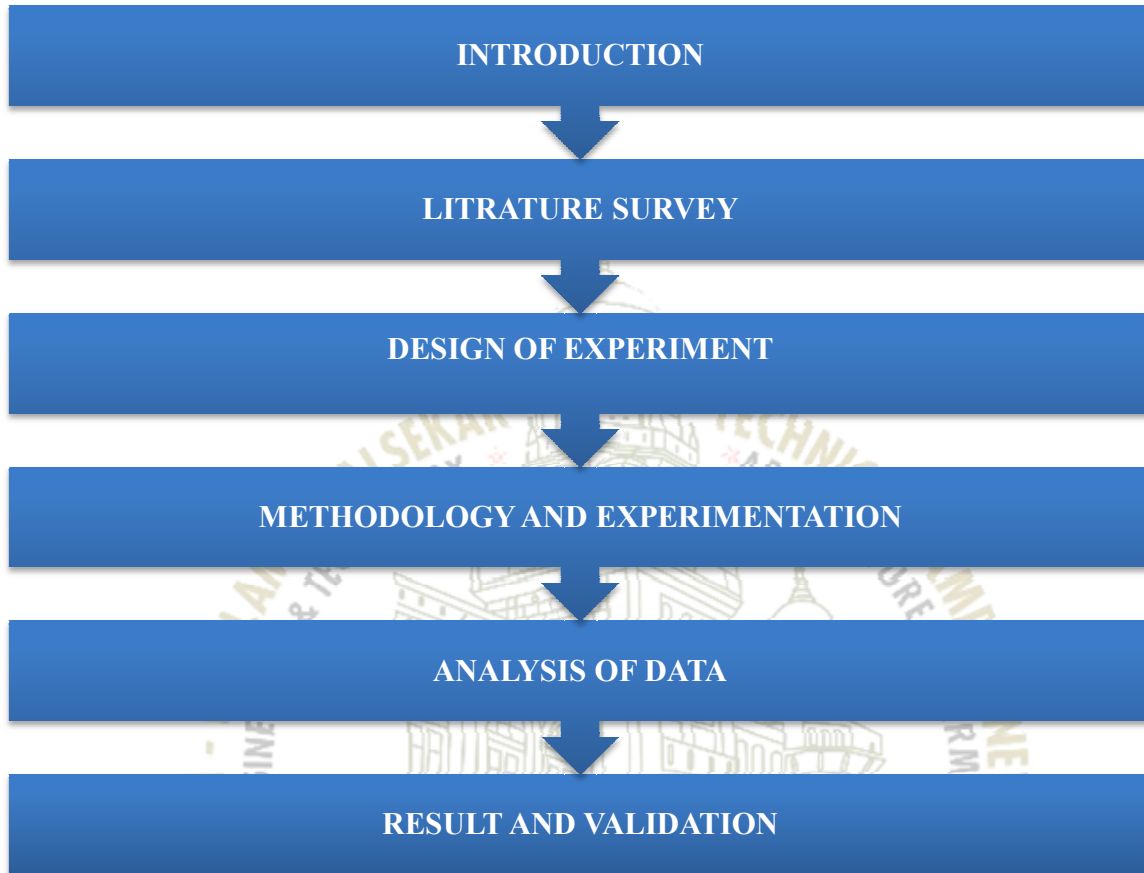 INTRODUCTION
LITRATURE SURVEY
DESIGN OF EXPERIMENT
METHODOLOGY AND EXPERIMENTATION
ANALYSIS OF DATA
RESULT AND VALIDATION